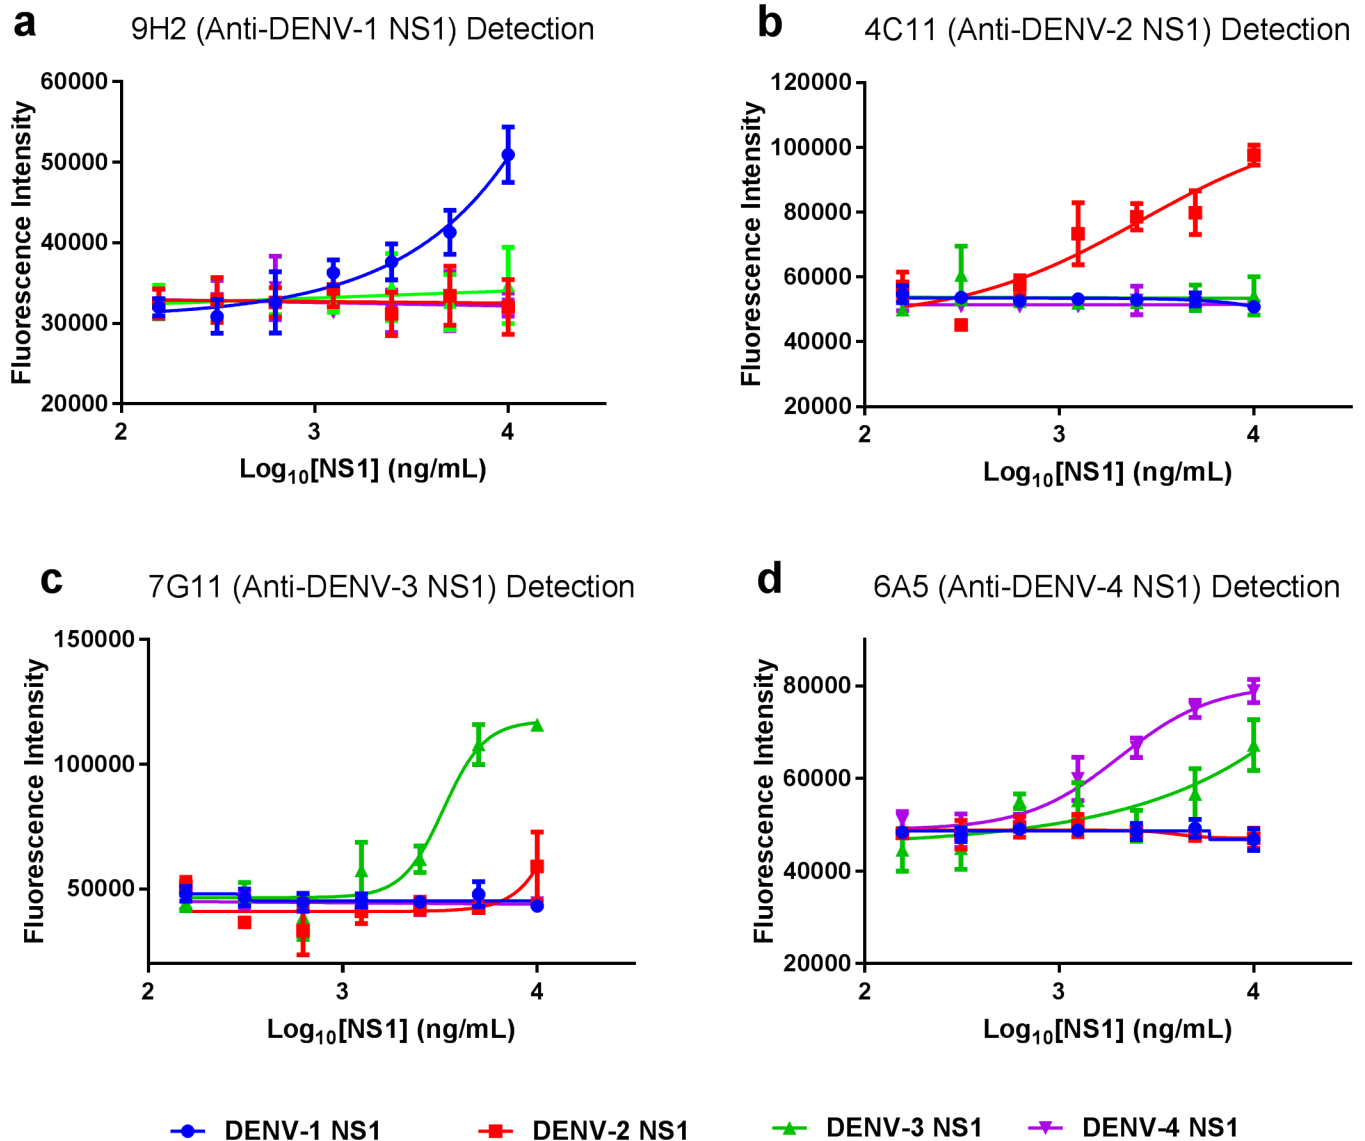 a
9H2 (Anti-DENV-1 NS1) Detection
60000
50000
40000
30000
20000
Fluorescence Intensity
2 3 4
Log10[NS1] (ng/mL)
b
4C11 (Anti-DENV-2 NS1) Detection
120000
100000
80000
60000
40000
20000
Fluorescence Intensity
2 3 4
Log10[NS1] (ng/mL)
c
7G11 (Anti-DENV-3 NS1) Detection
150000
100000
50000
Fluorescence Intensity
2 3 4
Log10[NS1] (ng/mL)
d
6A5 (Anti-DENV-4 NS1) Detection
80000
60000
40000
20000
Fluorescence Intensity
2 3 4
Log10[NS1] (ng/mL)
DENV-1 NS1 DENV-2 NS1 DENV-3 NS1 DENV-4 NS1